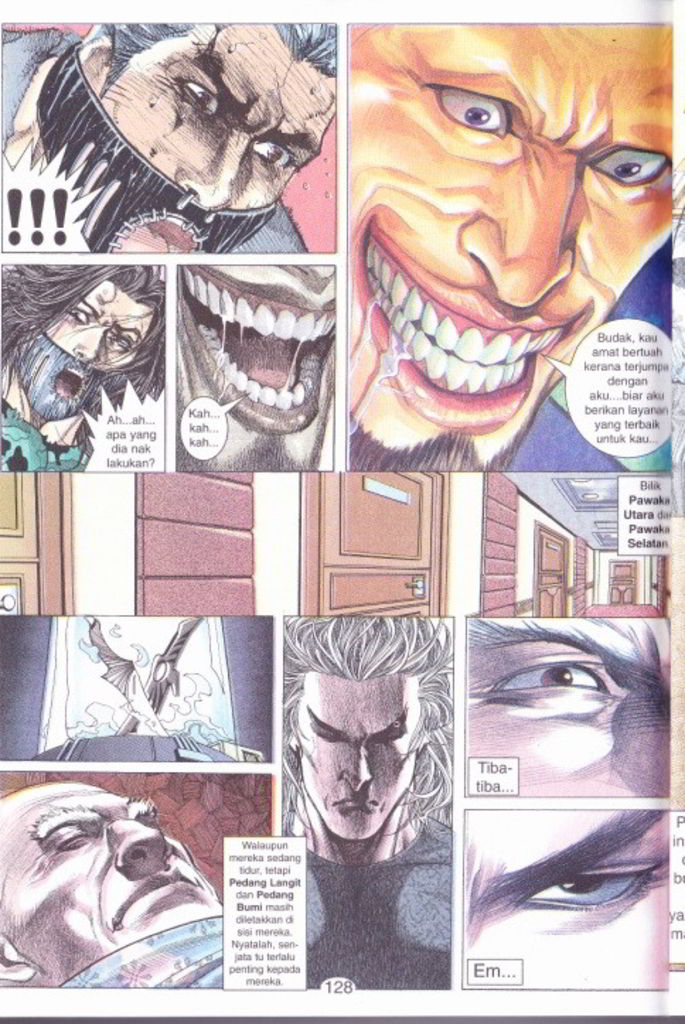 !!!
Budak, kau
amat bertuah
kerana terjumpa
dengan
aku....biar aku
berikan layanan
yang terbaik
untuk kau...
Ah...ah...
apa yang
dia nak
lakukan?
Kah...
kah...
kah...
Bilik
Pawaka
Utara da
Pawaka
Selatan
Tiba-
tiba...
Walaupun
mereka sedang
tidur, tetapi
Pedang Langit
dan Pedang
Bumi masih
diletakkan di
sisi mereka.
Nyatalah, sen-
jata tu terlalu
penting kepada
mereka.
Em...
128